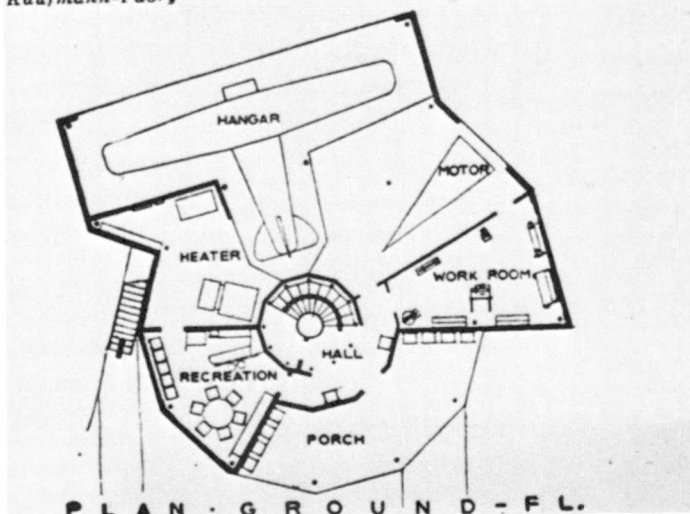 HANGAR
MOTOR
HEATER
WORK ROOM
HALL
RECREATION
PORCH
PLAN · GROUND - FL.